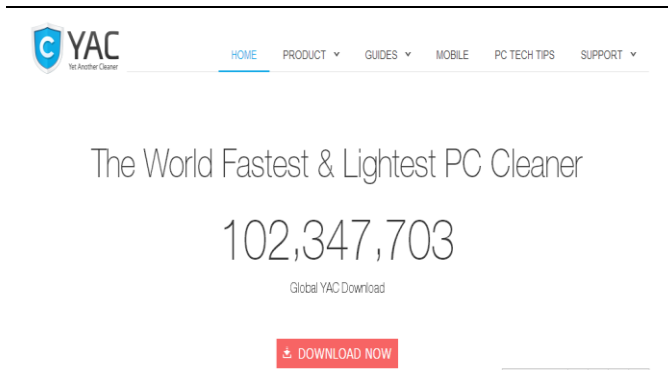 YAC
Yet Another Cleaner
HOME PRODUCT GUIDES MOBILE PC TECH TIPS SUPPORT
The World Fastest & Lightest PC Cleaner
102,347,703
Global YAC Download
DOWNLOAD NOW